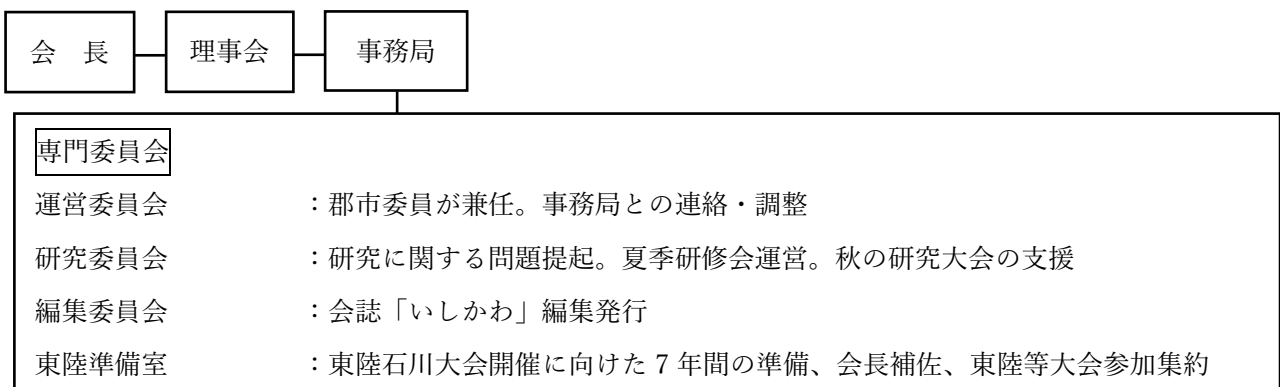 会　長　理事会　事務局
専門委員会
運営委員会　：郡市委員が兼任。事務局との連絡・調整
研究委員会　：研究に関する問題提起。夏季研修会運営。秋の研究大会の支援
編集委員会　：会誌「いしかわ」編集発行
東陸準備室　：東陸石川大会開催に向けた 7 年間の準備、会長補佐、東陸等大会参加集約